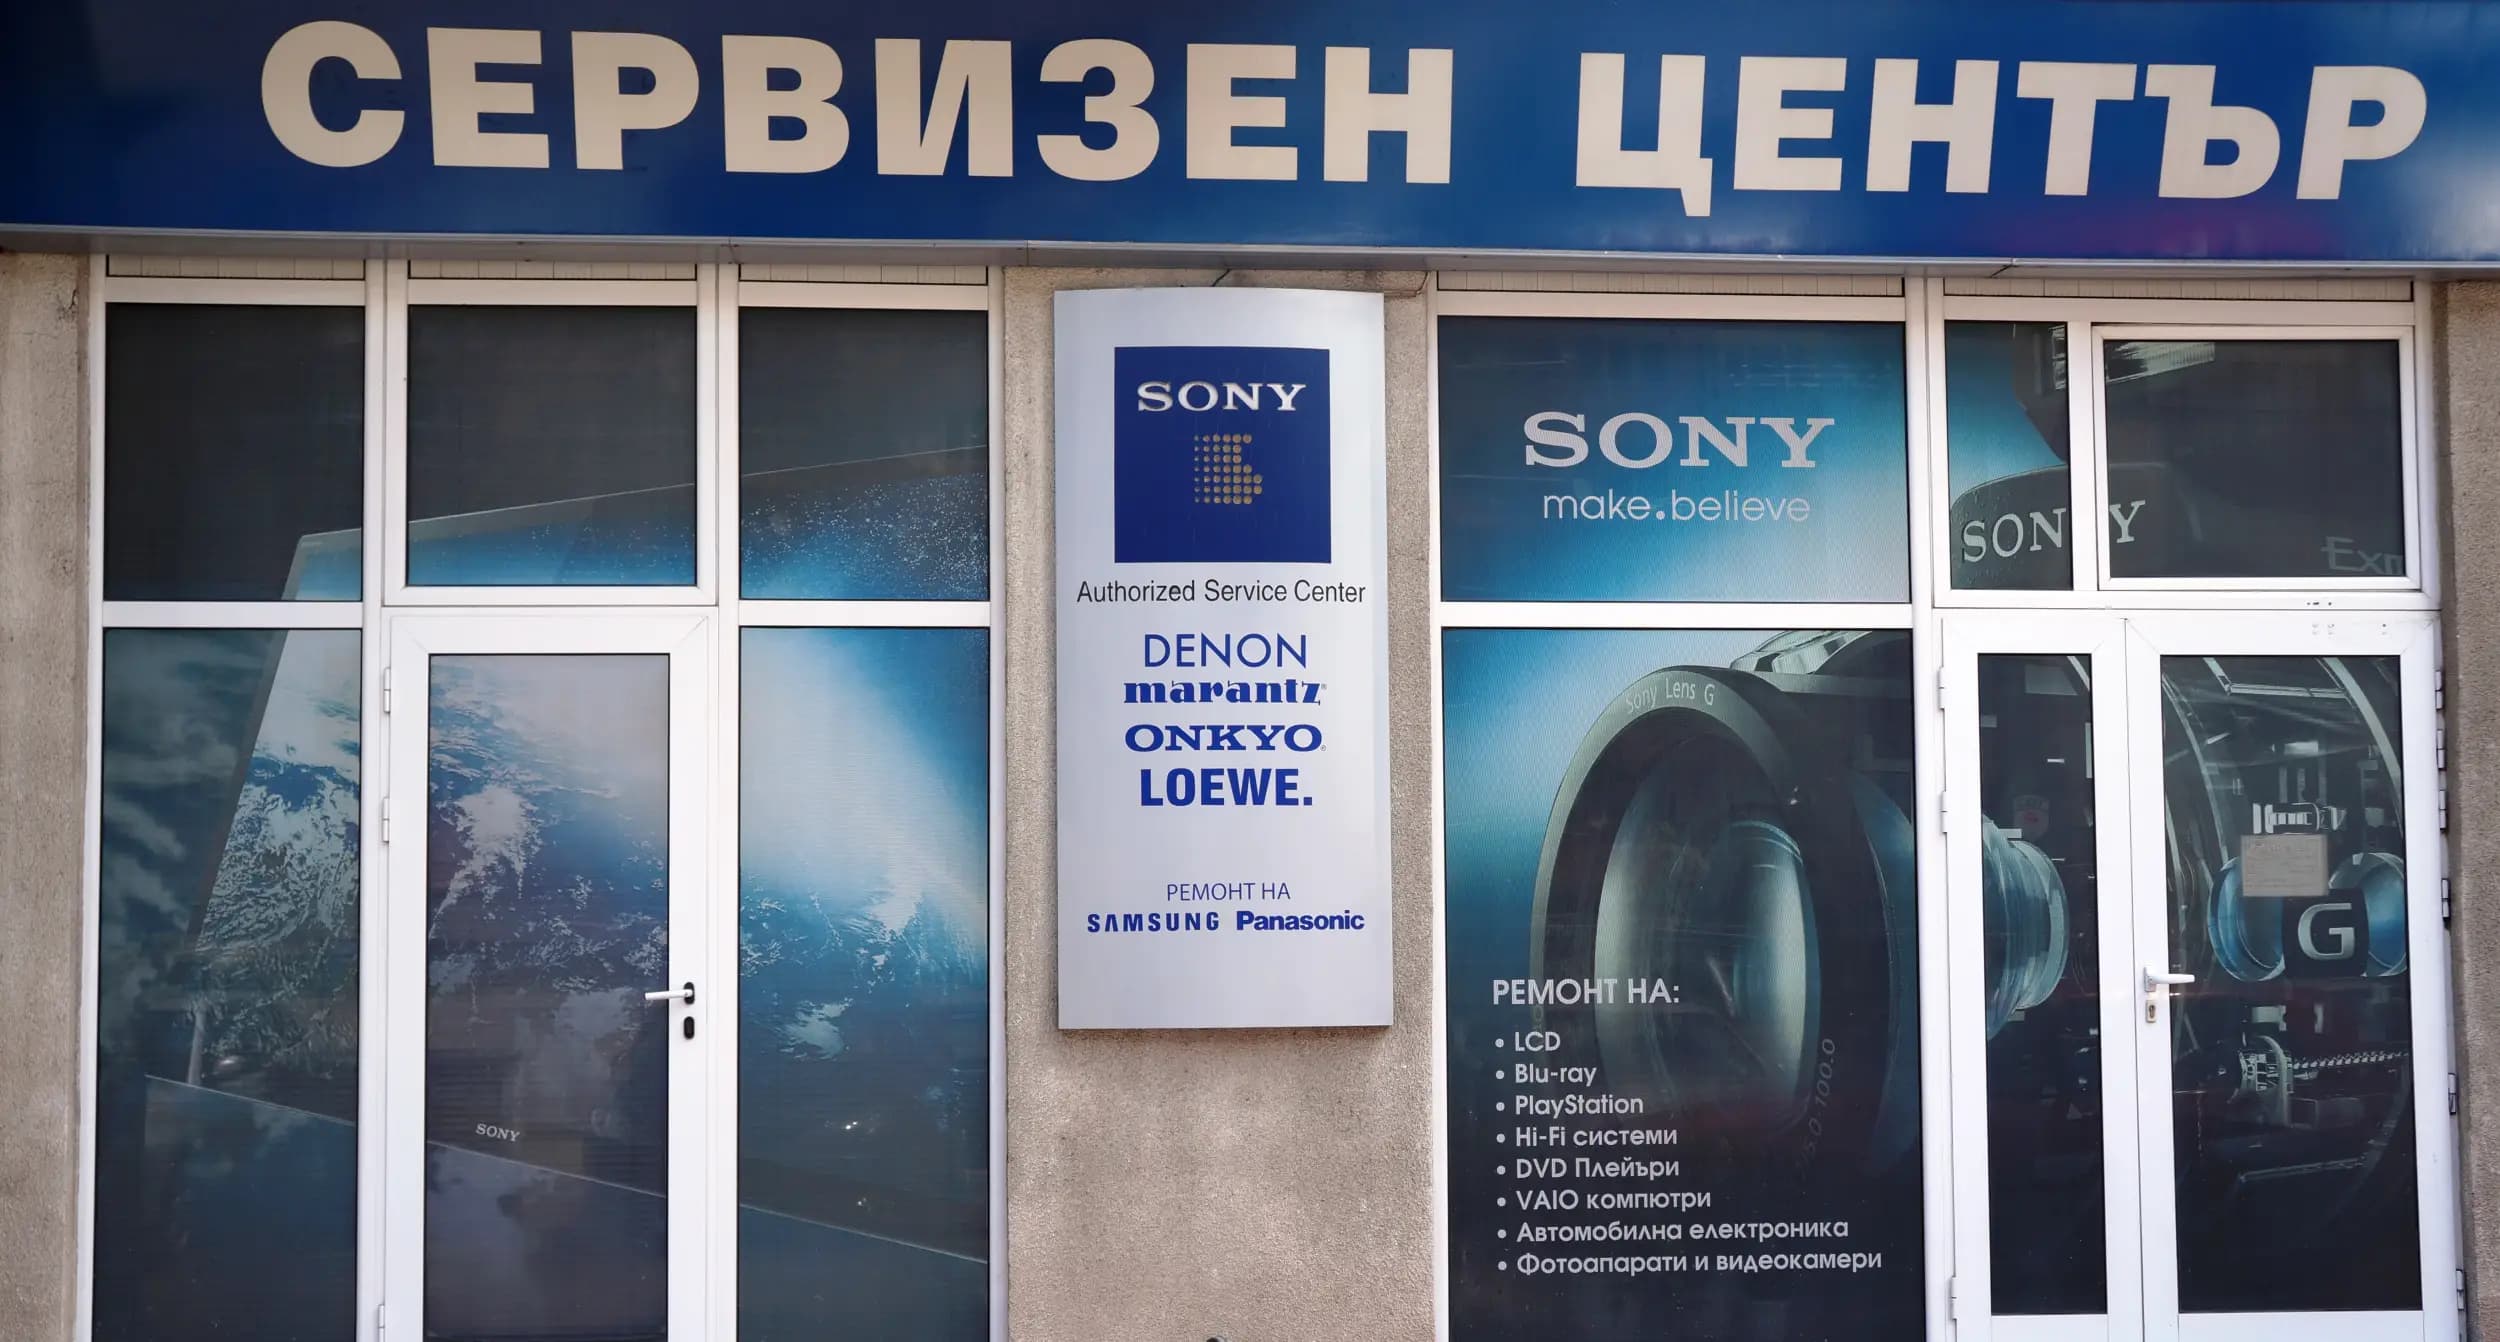 СЕРВИЗЕН ЦЕНТЪР
SONY
Authorized Service Center
DENON
marantz
ONKYO
LOEWE.
РЕМОНТ НА
SAMSUNG Panasonic
SONY
make.believe
SONY
Sony Lens G
G
РЕМОНТ НА:
• LCD
• Blu-ray
• PlayStation
• Hi-Fi системи
• DVD Плейъри
• VAIO компютри
• Автомобилна електроника
• Фотоапарати и видеокамери
SONY